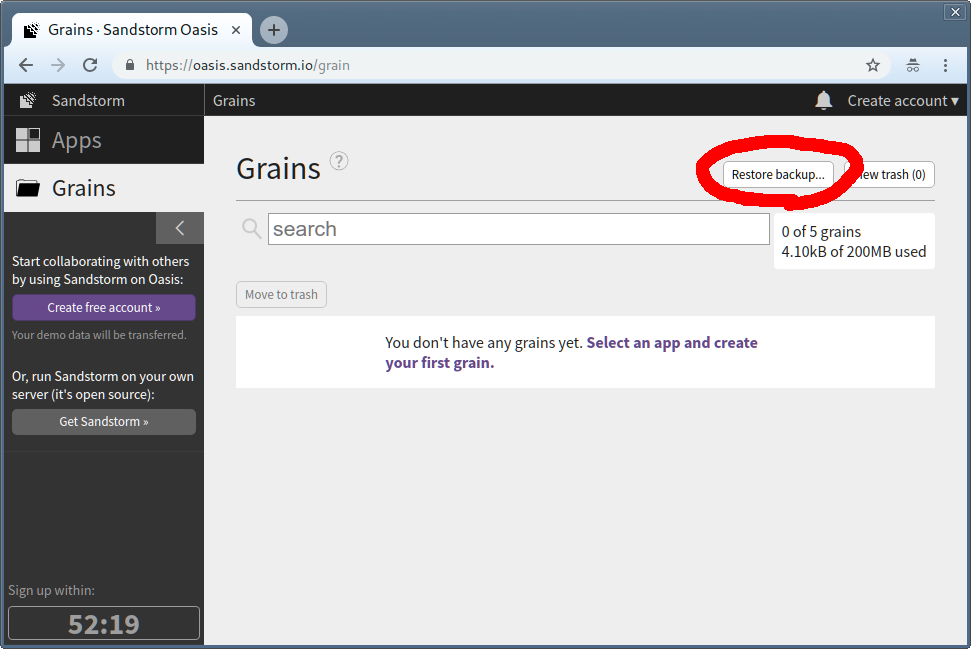 Grains · Sandstorm Oasis
https://oasis.sandstorm.io/grain
Sandstorm
Grains
Create account ▾
Apps
Grains
Grains ?
Restore backup...
trash (0)
search
0 of 5 grains
4.10kB of 200MB used
Start collaborating with others
by using Sandstorm on Oasis:
Create free account »
Your demo data will be transferred.
Move to trash
You don't have any grains yet. Select an app and create
your first grain.
Or, run Sandstorm on your own
server (it's open source):
Get Sandstorm »
Sign up within:
52:19